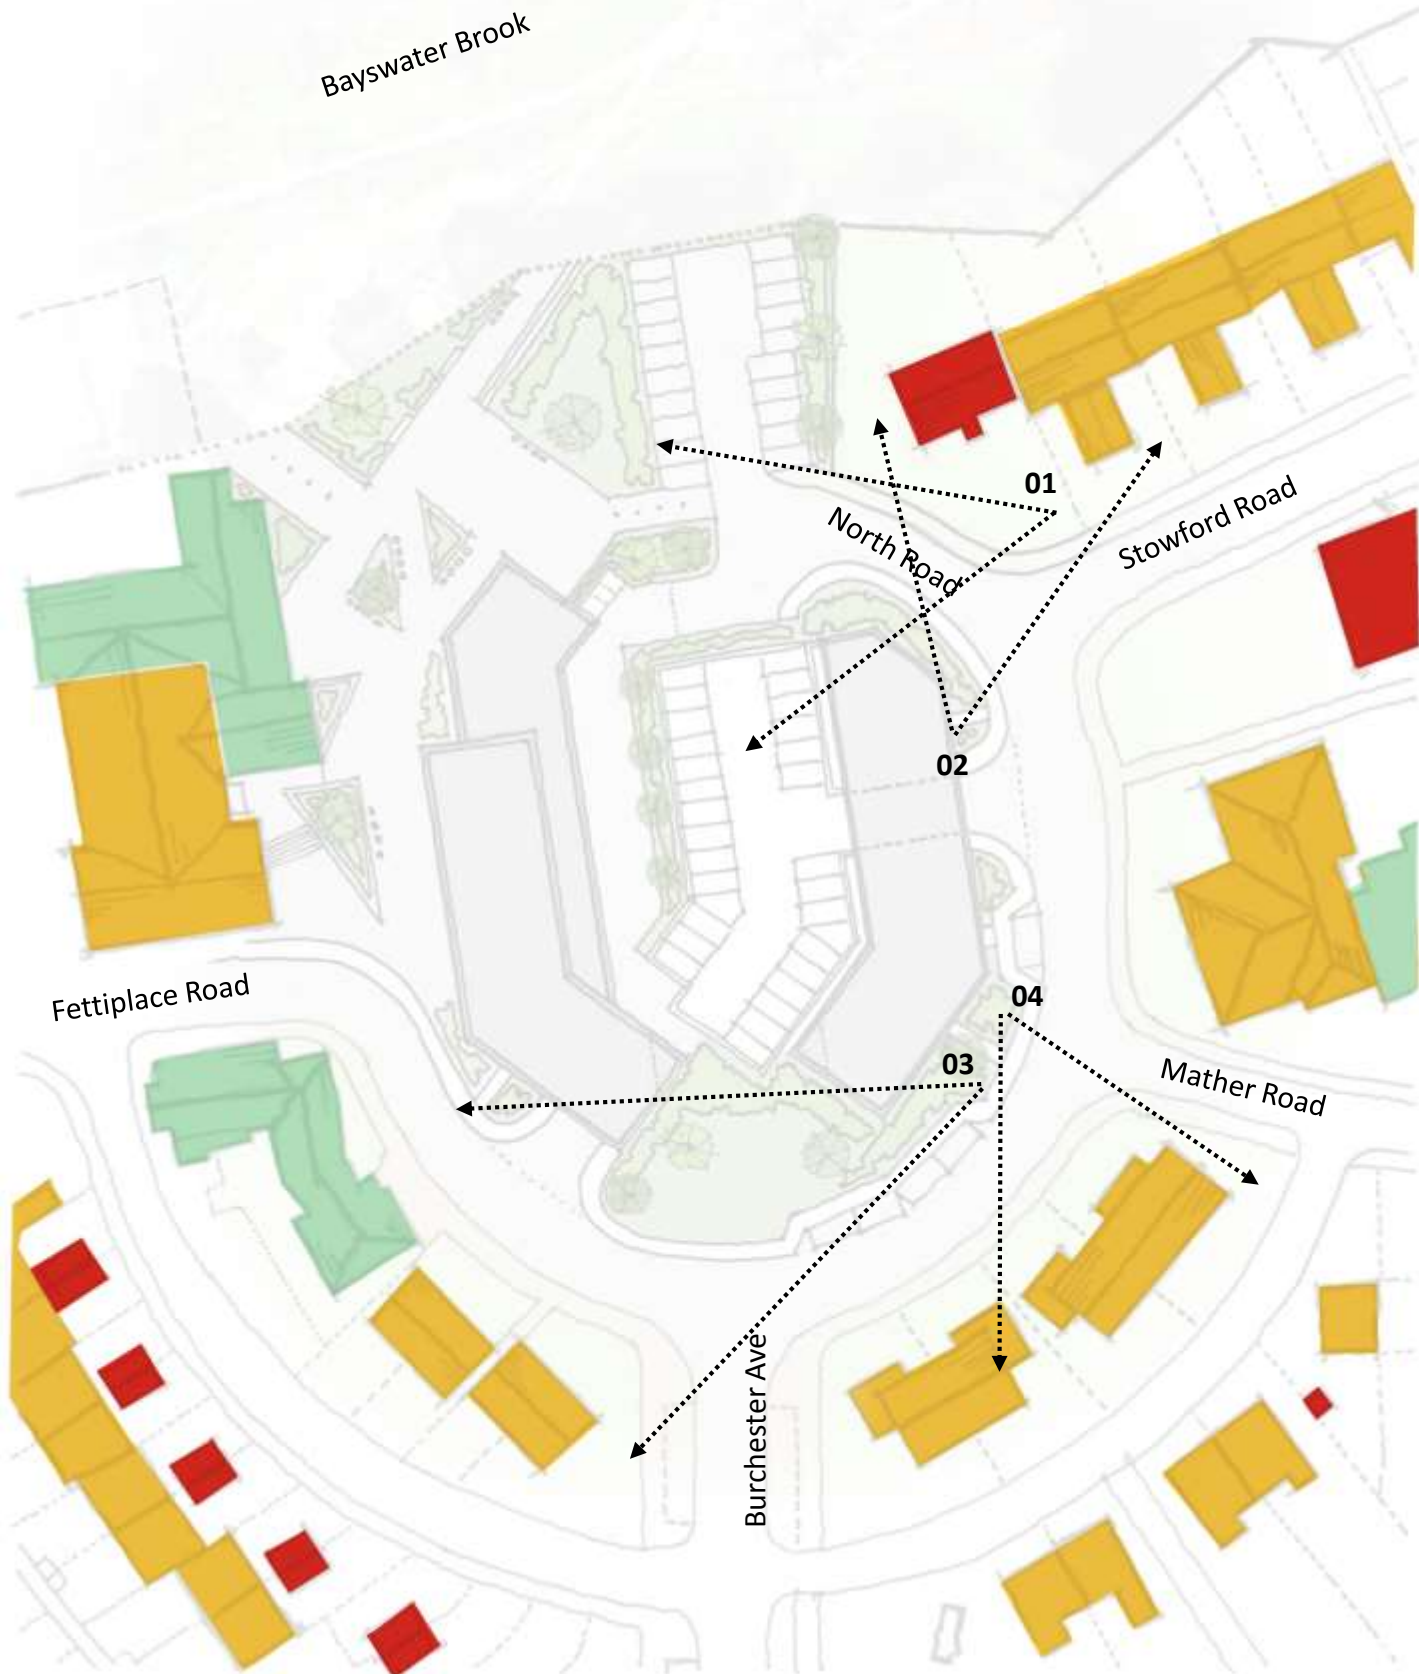 Bayswater Brook
01
North Road
Stowford Road
02
Fettiplace Road
04
03
Mather Road
Burchester Ave